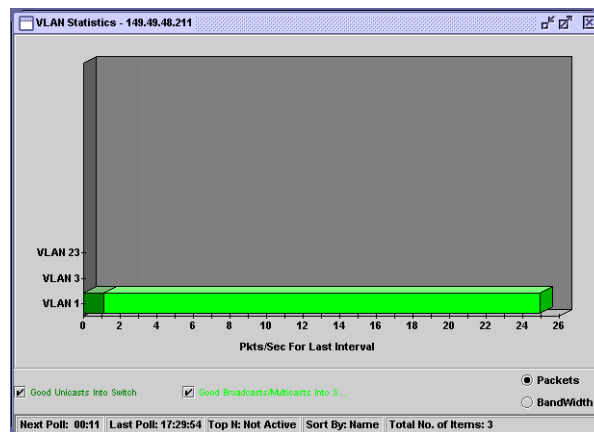 VLAN Statistics - 149.49.48.211
VLAN 23
VLAN 3
VLAN 1
0 2 4 6 8 10 12 14 16 18 20 22 24 26
Pkts/Sec For Last Interval
Good Unicasts Into Switch
Good Broadcasts/Multicasts Into S...
Packets
BandWidth
Next Poll: 00:11 Last Poll: 17:29:54 Top N: Not Active Sort By: Name Total No. of Items: 3